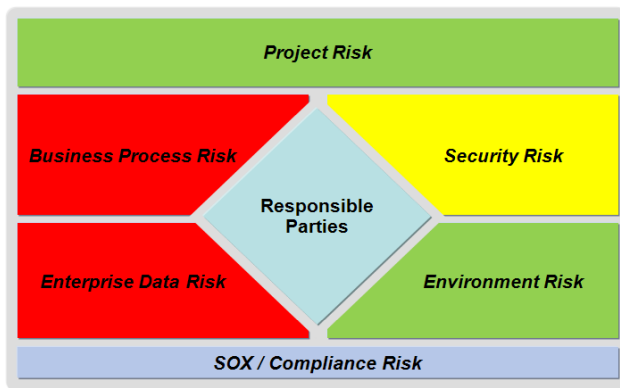 Project Risk
Business Process Risk
Security Risk
Responsible
Parties
Enterprise Data Risk
Environment Risk
SOX / Compliance Risk